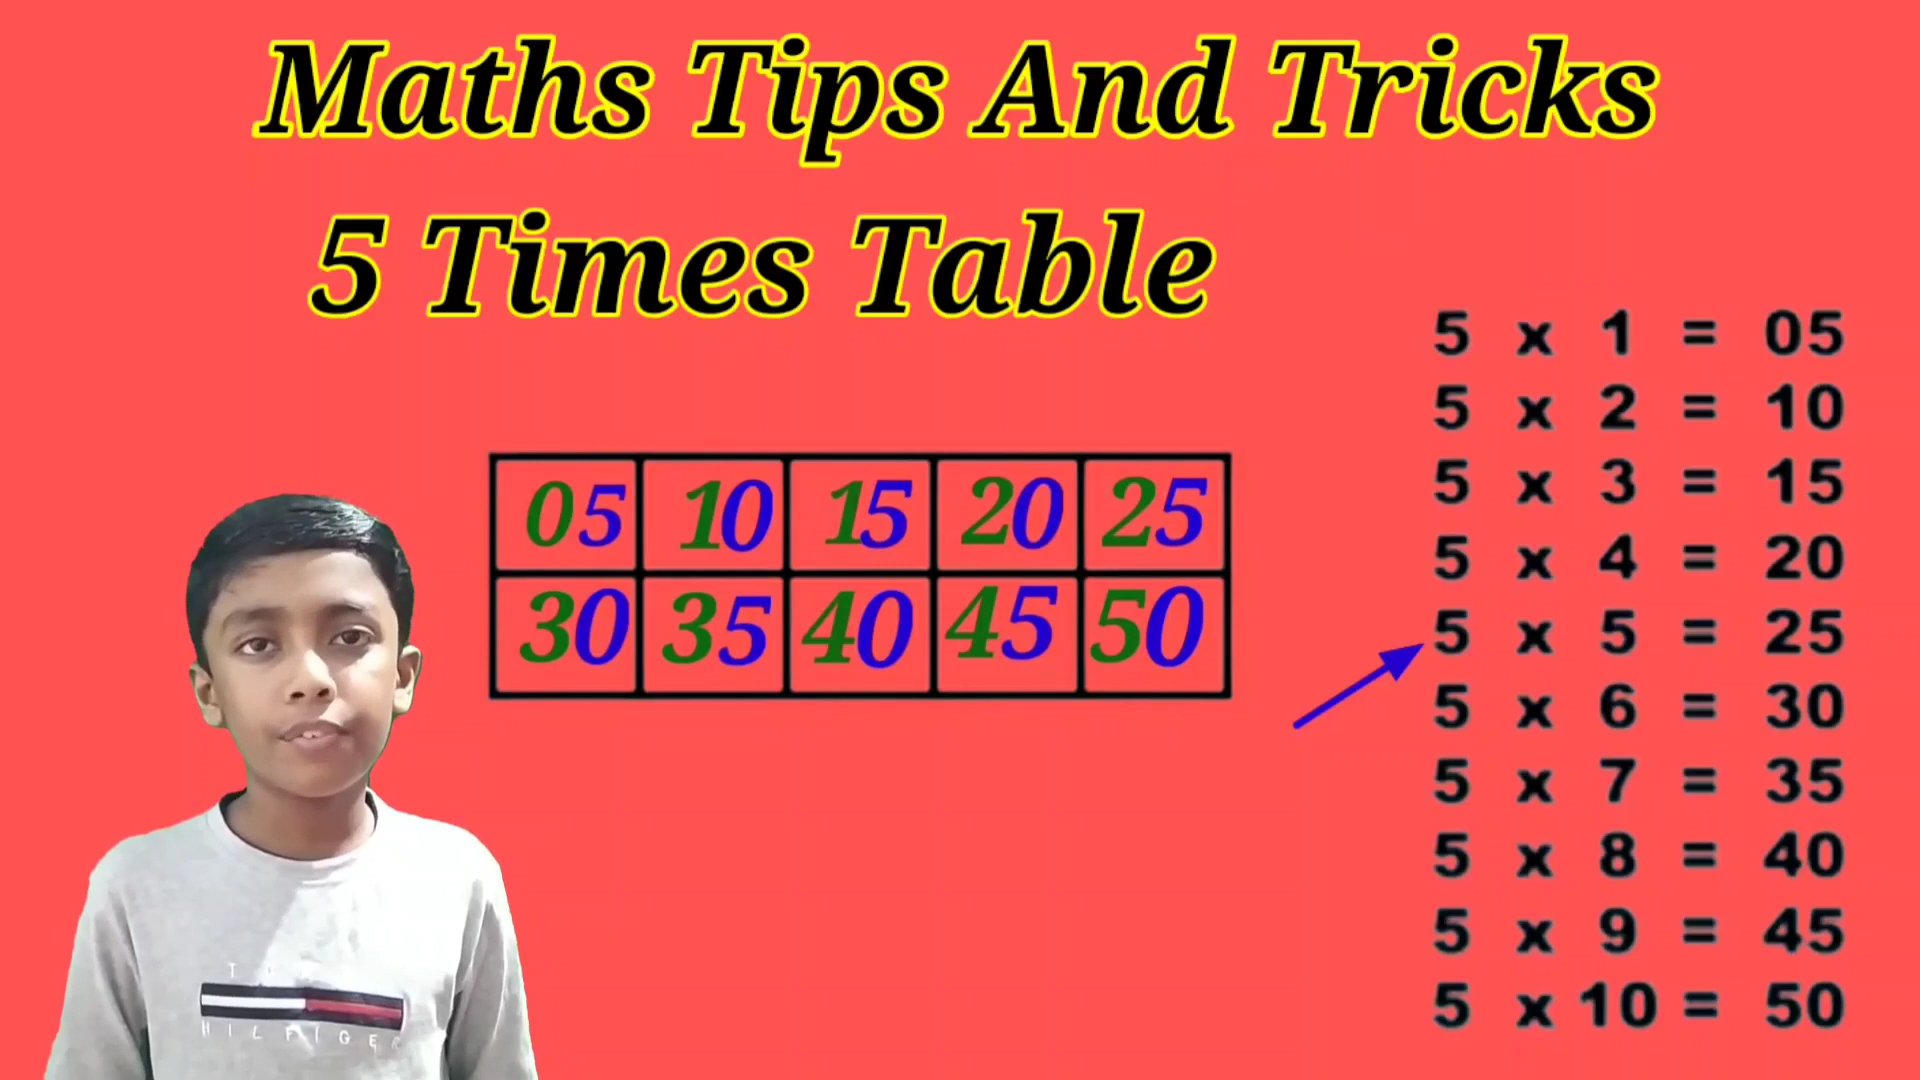 Maths Tips And Tricks
5 Times Table
05 10 15 20 25
30 35 40 45 50
5 x 1 = 05
5 x 2 = 10
5 x 3 = 15
5 x 4 = 20
5 x 5 = 25
5 x 6 = 30
5 x 7 = 35
5 x 8 = 40
5 x 9 = 45
5 x 10 = 50
HILFIGER